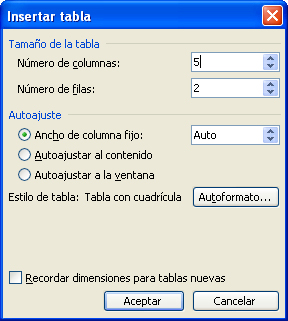 Insertar tabla
Tamaño de la tabla
Número de columnas: 5
Número de filas: 2
Autoajuste
Ancho de columna fijo: Auto
Autoajustar al contenido
Autoajustar a la ventana
Estilo de tabla: Tabla con cuadrícula Autoformato...
Recordar dimensiones para tablas nuevas
Aceptar Cancelar